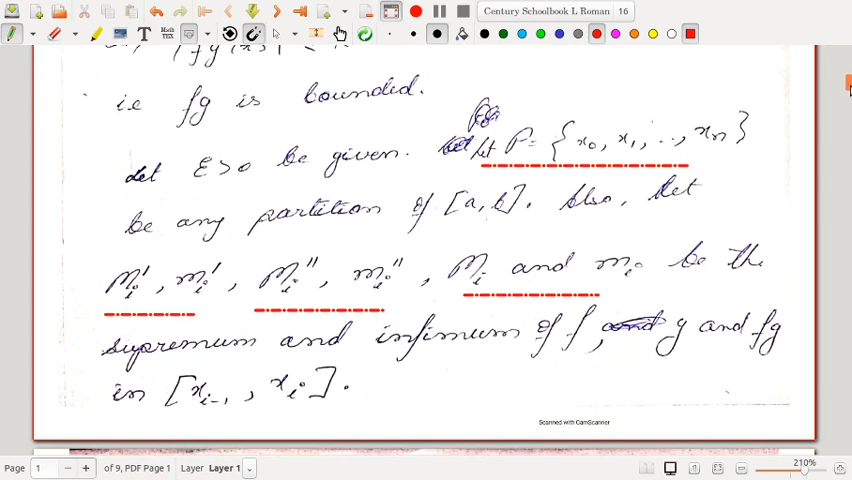 Century Schoolbook L Roman 16
i.e fg is bounded.
Let ε>0 be given. Let P = { x₀, x₁, ..., xₙ }
be any partition of [a, b]. Also, let
Mᵢ', mᵢ', Mᵢ'', mᵢ'', Mᵢ and mᵢ be the
supremum and infimum of f, g and fg
in [xᵢ₋₁, xᵢ].
Scanned with CamScanner
Page 1 of 9, PDF Page 1 Layer Layer 1 210%